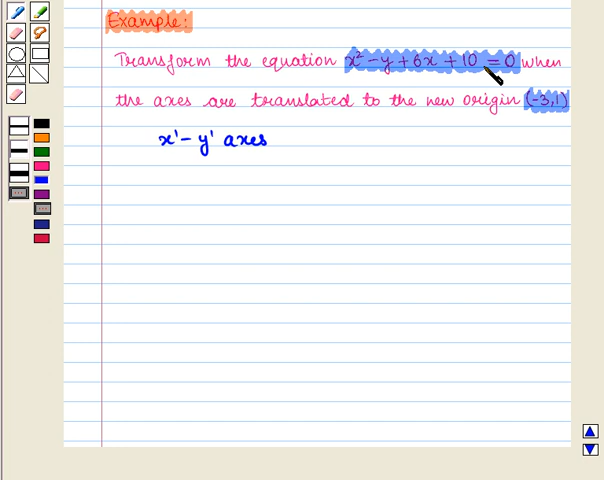 Example:
Transform the equation x² - y + 6x + 10 = 0 when
the axes are translated to the new origin (-3,1)
x' - y' axes